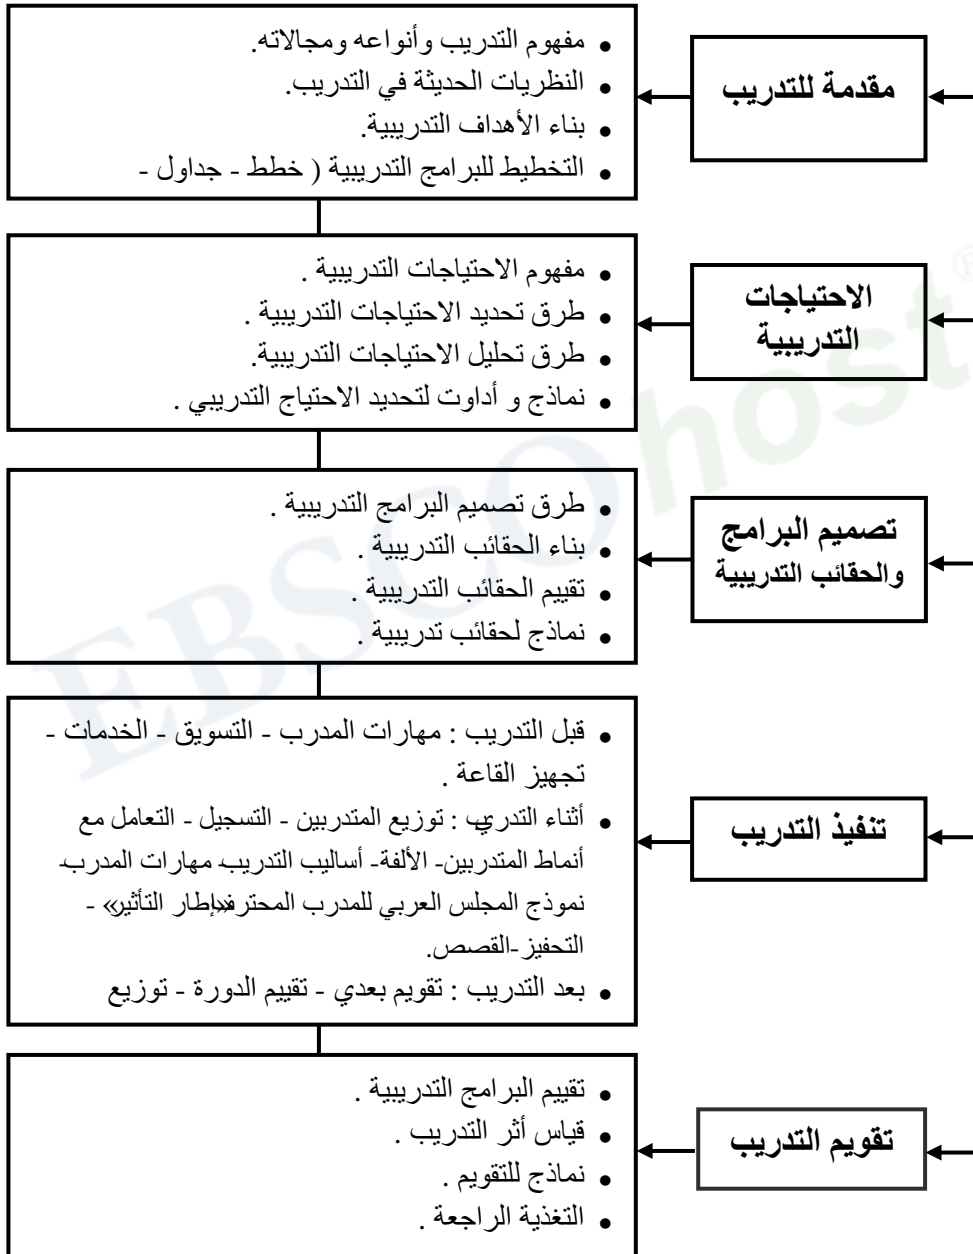 مقدمة للتدريب
• مفهوم التدريب وأنواعه ومجالاته.
• النظريات الحديثة في التدريب.
• بناء الأهداف التدريبية.
• التخطيط للبرامج التدريبية ( خطط - جداول -
الاحتياجات
التدريبية
• مفهوم الاحتياجات التدريبية .
• طرق تحديد الاحتياجات التدريبية .
• طرق تحليل الاحتياجات التدريبية.
• نماذج و أداوت لتحديد الاحتياج التدريبي .
تصميم البرامج
والحقائب التدريبية
• طرق تصميم البرامج التدريبية .
• بناء الحقائب التدريبية .
• تقييم الحقائب التدريبية .
• نماذج لحقائب تدريبية .
تنفيذ التدريب
• قبل التدريب : مهارات المدرب - التسويق - الخدمات -
تجهيز القاعة .
• أثناء التدريب : توزيع المتدربين - التسجيل - التعامل مع
أنماط المتدربين- الألفة- أساليب التدريب- مهارات المدرب-
نموذج المجلس العربي للمدرب المحترف «إطار التأثير» -
التحفيز -القصص.
• بعد التدريب : تقويم بعدي - تقييم الدورة - توزيع
تقويم التدريب
• تقييم البرامج التدريبية .
• قياس أثر التدريب .
• نماذج للتقويم .
• التغذية الراجعة .
EBSCOhost®